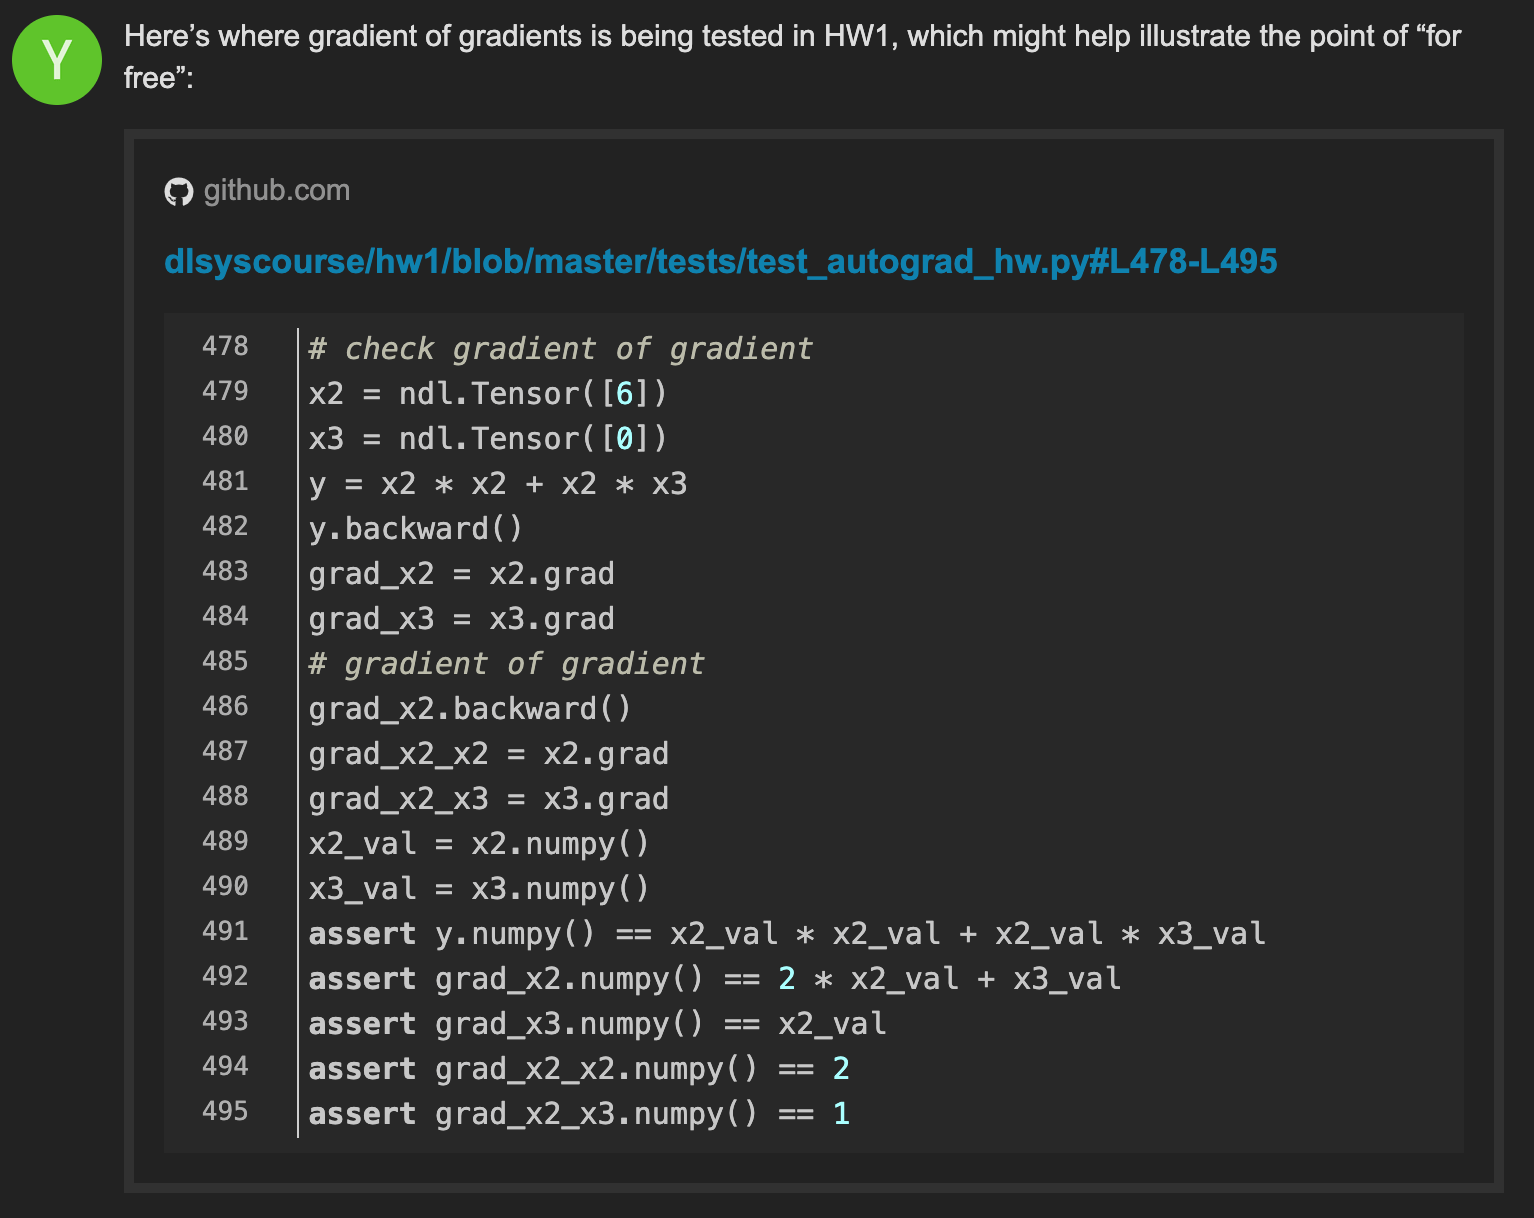 Y
Here’s where gradient of gradients is being tested in HW1, which might help illustrate the point of “for
free”:
github.com
dlsyscourse/hw1/blob/master/tests/test_autograd_hw.py#L478-L495
478 # check gradient of gradient
479 x2 = ndl.Tensor([6])
480 x3 = ndl.Tensor([0])
481 y = x2 * x2 + x2 * x3
482 y.backward()
483 grad_x2 = x2.grad
484 grad_x3 = x3.grad
485 # gradient of gradient
486 grad_x2.backward()
487 grad_x2_x2 = x2.grad
488 grad_x2_x3 = x3.grad
489 x2_val = x2.numpy()
490 x3_val = x3.numpy()
491 assert y.numpy() == x2_val * x2_val + x2_val * x3_val
492 assert grad_x2.numpy() == 2 * x2_val + x3_val
493 assert grad_x3.numpy() == x2_val
494 assert grad_x2_x2.numpy() == 2
495 assert grad_x2_x3.numpy() == 1